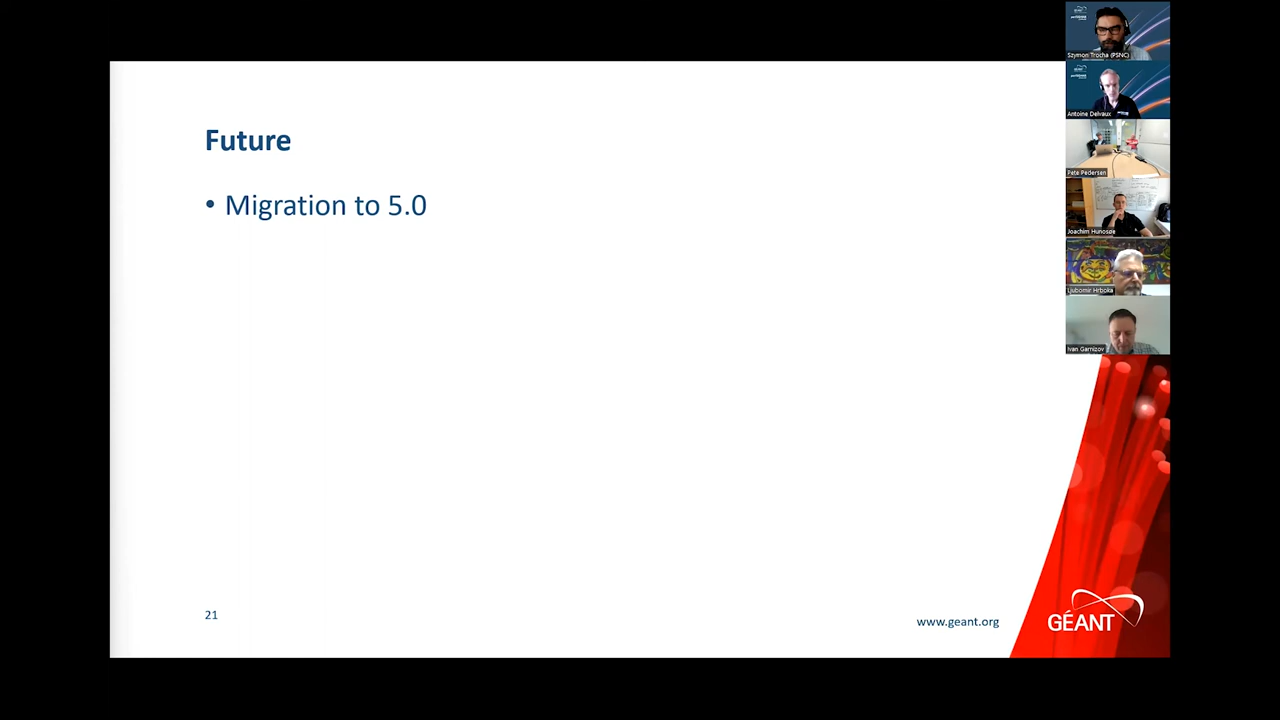 Future
• Migration to 5.0
21
www.geant.org
GÉANT
Szymon Trocha (PSNC)
Antoine Delvaux
Pete Pedersen
Joachim Hunosøe
Ljubomir Hrboka
Ivan Garnizov